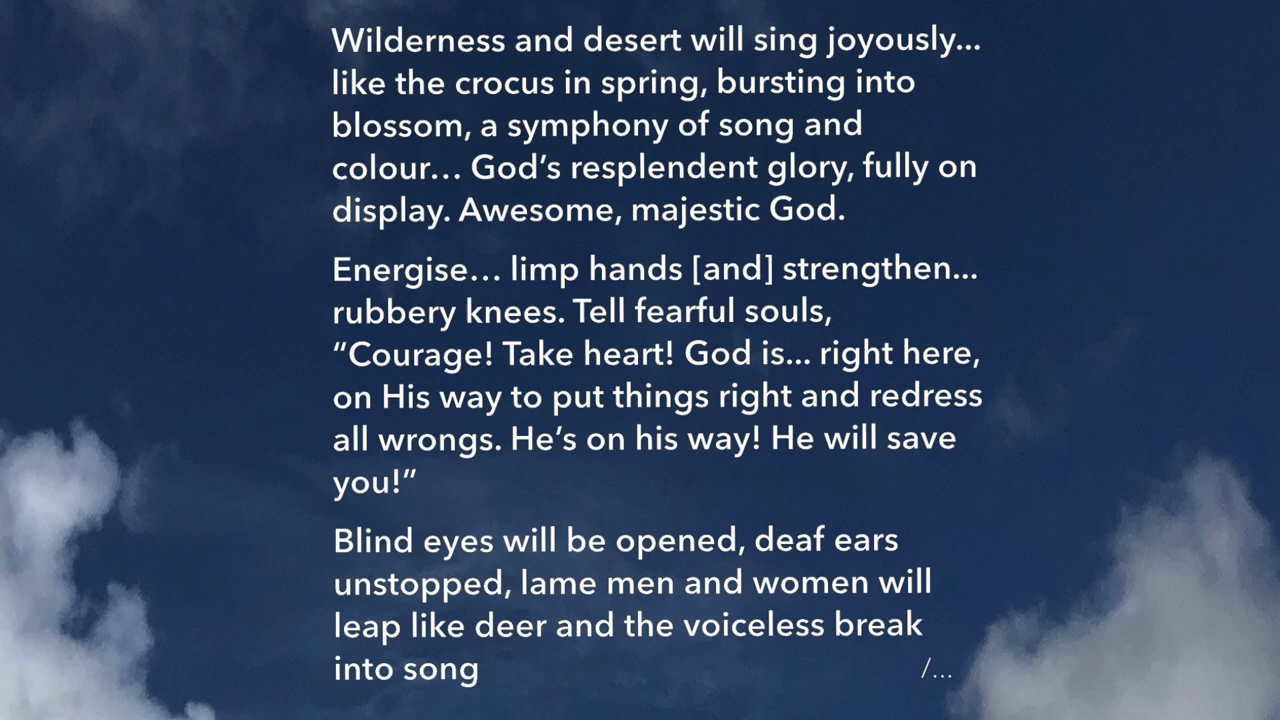 Wilderness and desert will sing joyously...
like the crocus in spring, bursting into
blossom, a symphony of song and
colour... God's resplendent glory, fully on
display. Awesome, majestic God.
Energise... limp hands [and] strengthen...
rubbery knees. Tell fearful souls,
“Courage! Take heart! God is... right here,
on His way to put things right and redress
all wrongs. He's on his way! He will save
you!”
Blind eyes will be opened, deaf ears
unstopped, lame men and women will
leap like deer and the voiceless break
into song
/...